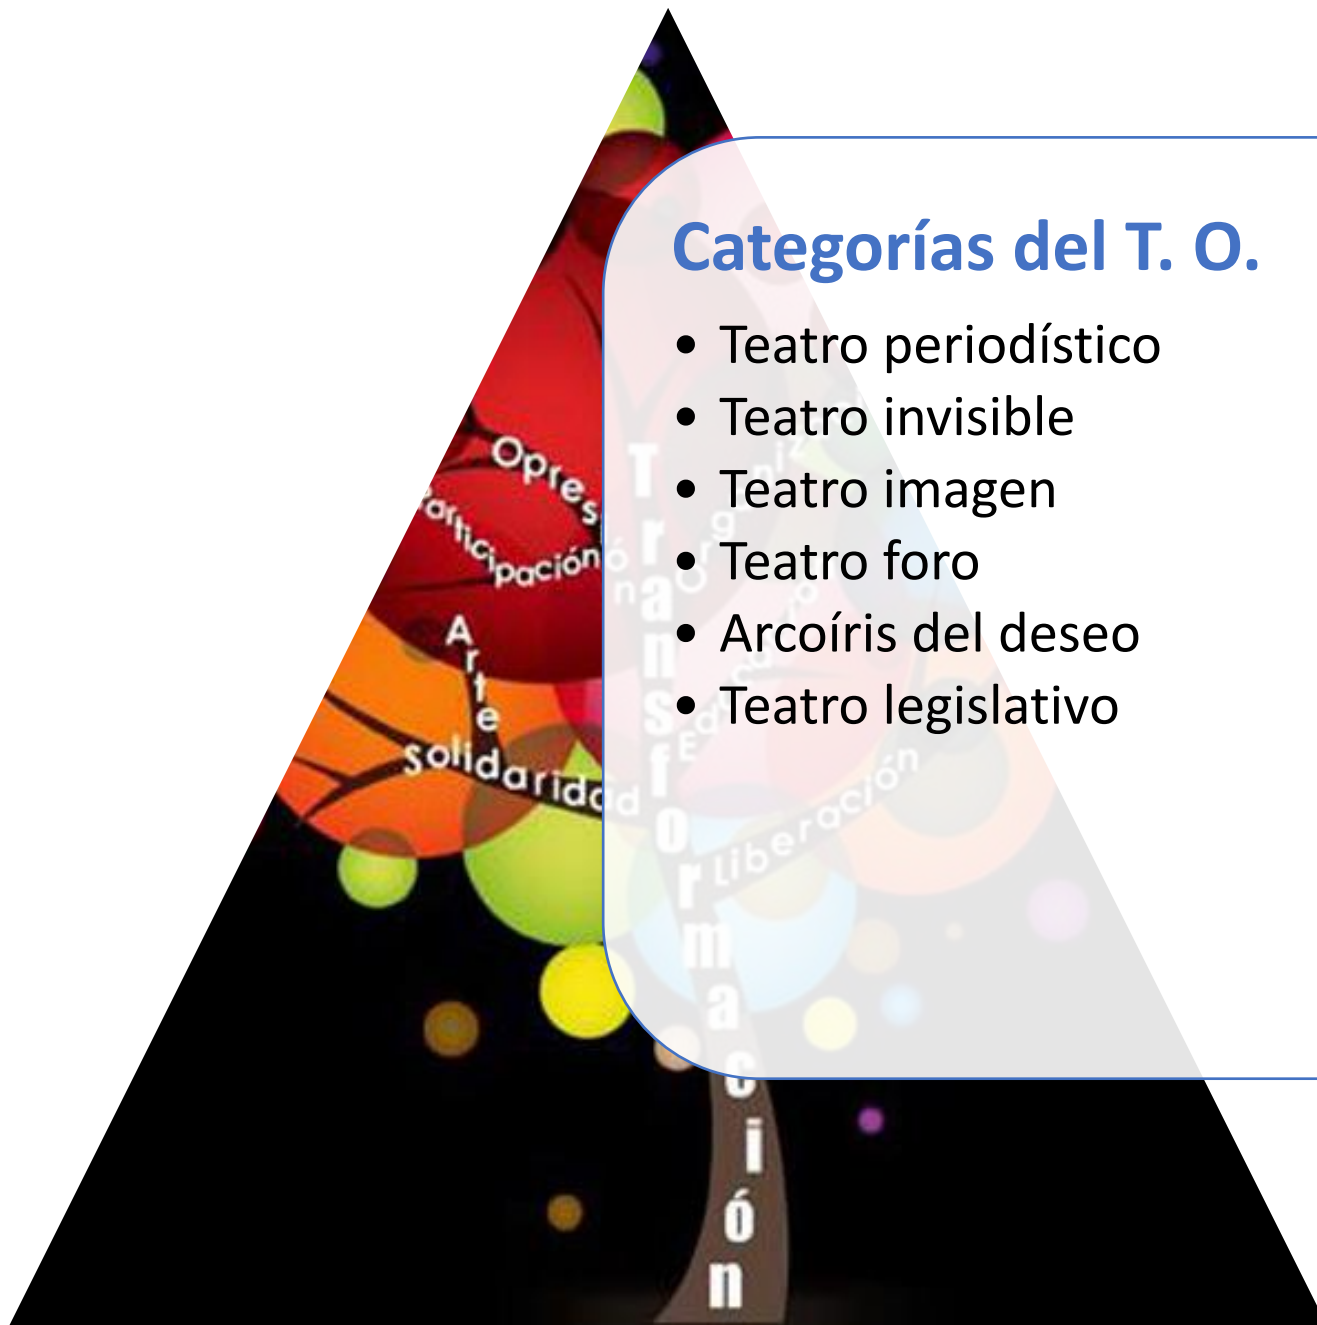 Categorías del T. O.
• Teatro periodístico
• Teatro invisible
• Teatro imagen
• Teatro foro
• Arcoíris del deseo
• Teatro legislativo
Participación
Arte
Solidaridad
Liberación
Transformación